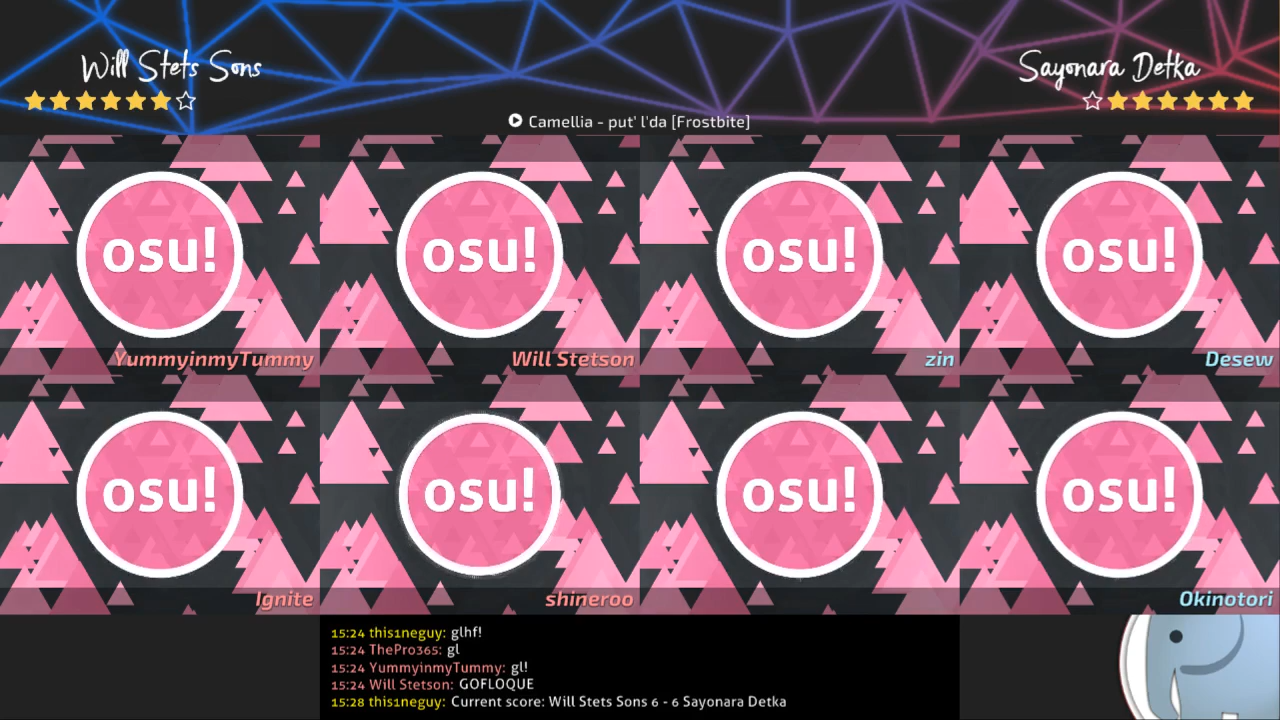 Will Stets Sons
Sayonara Detka
Camellia - put' l'da [Frostbite]
osu!
osu!
osu!
osu!
YummyinmyTummy
Will Stetson
zin
Desew
osu!
osu!
osu!
osu!
Ignite
shineroo
Okinotori
15:24 this1neguy: glhf!
15:24 ThePro365: gl
15:24 YummyinmyTummy: gl!
15:24 Will Stetson: GOFLOQUE
15:28 this1neguy: Current score: Will Stets Sons 6 - 6 Sayonara Detka